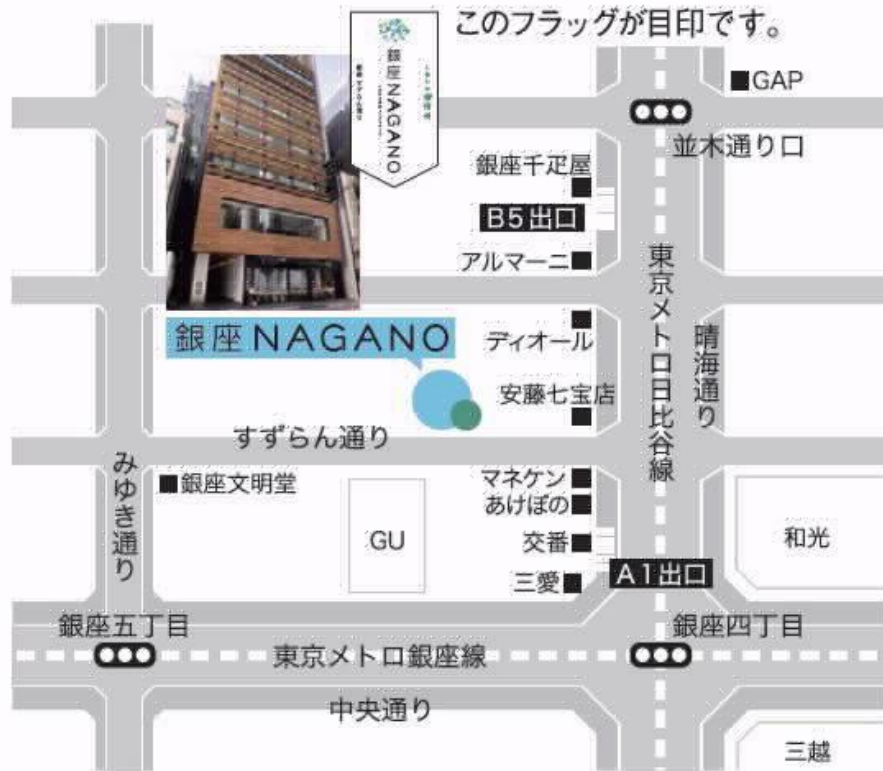 このフラッグが目印です。
銀座NAGANO
GAP
並木通り口
銀座千疋屋
B5出口
アルマーニ
東京メトロ日比谷線
晴海通り
銀座NAGANO
ディオール
安藤七宝店
すずらん通り
みゆき通り
銀座文明堂
マネケン
あけぼの
GU
交番
和光
三愛
A1出口
銀座五丁目
銀座四丁目
東京メトロ銀座線
中央通り
三越